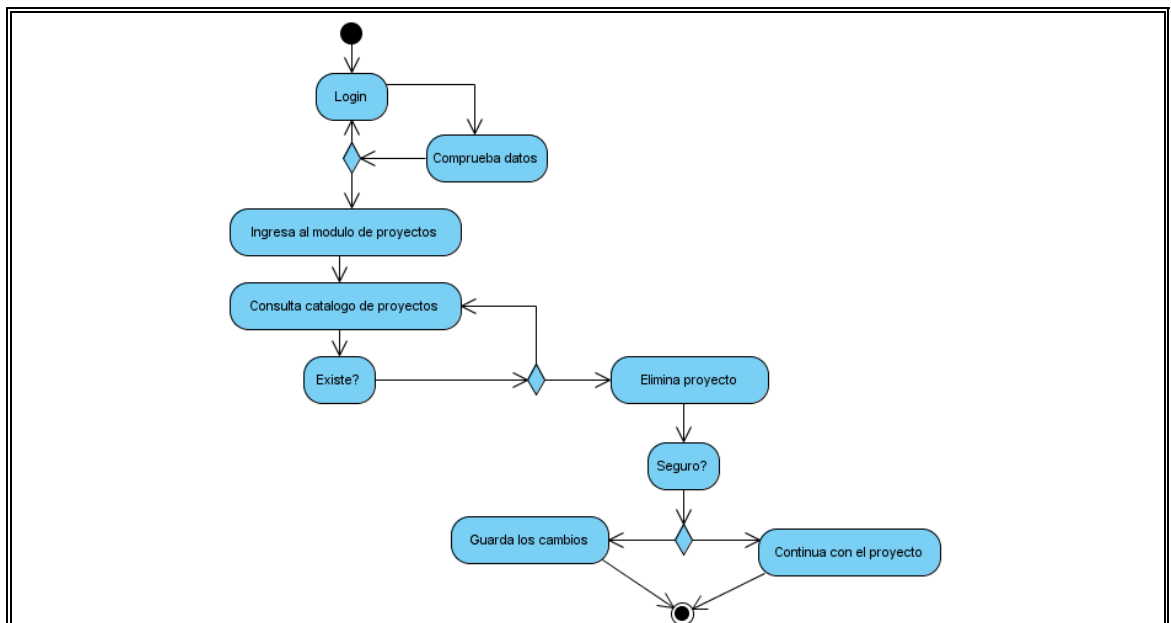 Login
Comprueba datos
Ingresa al modulo de proyectos
Consulta catalogo de proyectos
Existe?
Elimina proyecto
Seguro?
Guarda los cambios
Continua con el proyecto